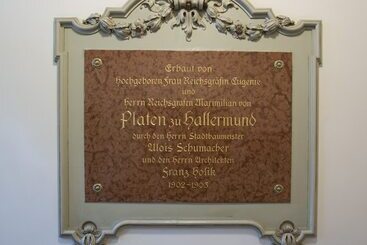 Erbaut von
Hochgeboren Frau Reichsgräfin Eugenie
und
Herrn Reichsgrafen Maximilian von
Platen zu Hallermund
durch den Herrn Stadtbaumeister
Alois Schumacher
und den Herrn Architekten
Franz Holik
1902-1903